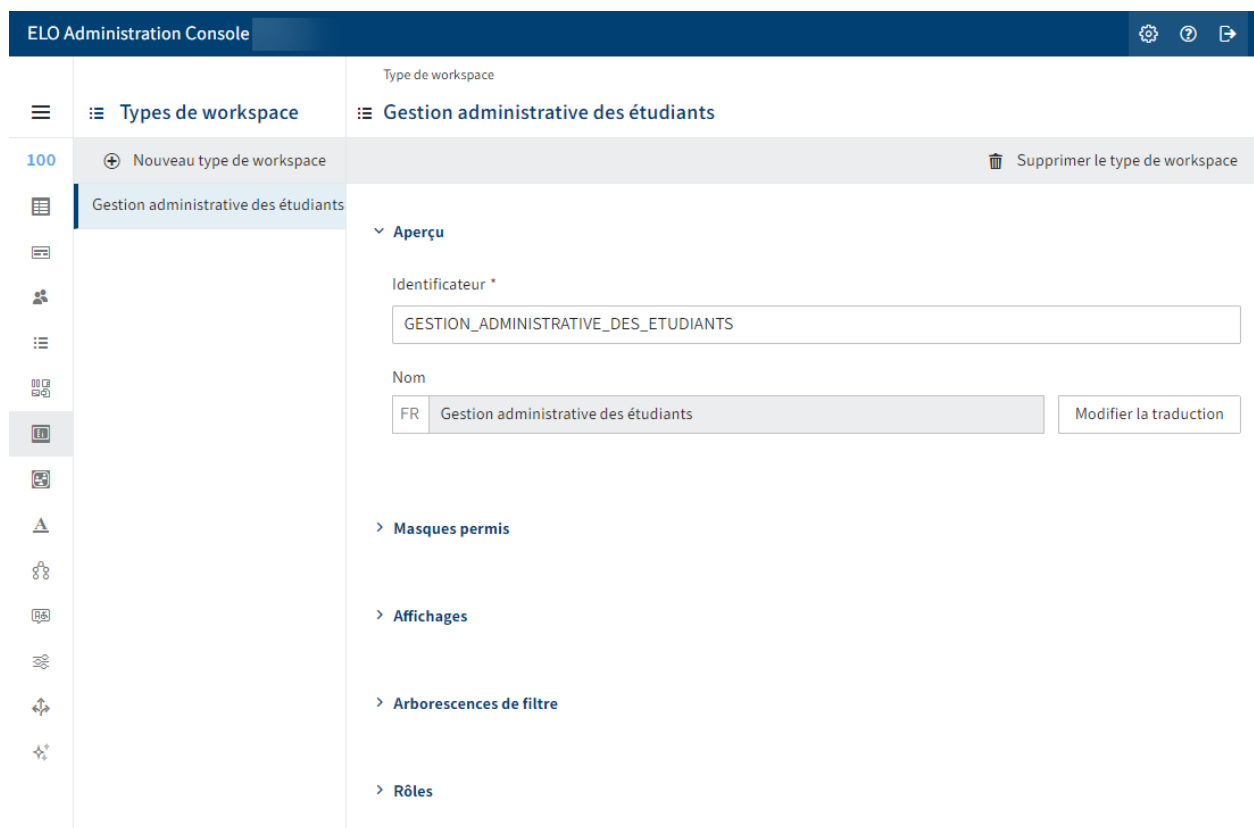 ELO Administration Console
Type de workspace
Types de workspace
Gestion administrative des étudiants
100
Nouveau type de workspace
Supprimer le type de workspace
Gestion administrative des étudiants
Aperçu
Identificateur *
GESTION_ADMINISTRATIVE_DES_ETUDIANTS
Nom
FR Gestion administrative des étudiants
Modifier la traduction
Masques permis
Affichages
Arborescences de filtre
Rôles